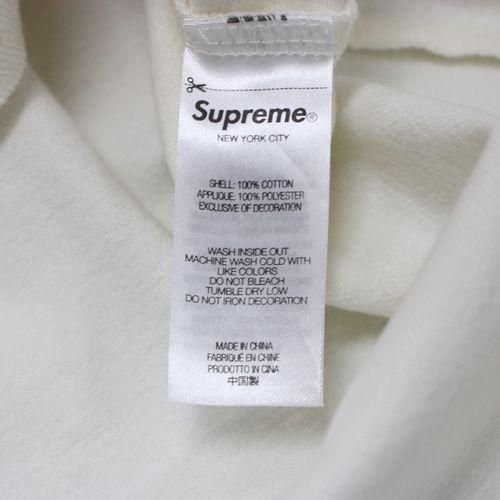 Supreme®
NEW YORK CITY
SHELL: 100% COTTON
APPLIQUE: 100% POLYESTER
EXCLUSIVE OF DECORATION
WASH INSIDE OUT
MACHINE WASH COLD WITH
LIKE COLORS
DO NOT BLEACH
TUMBLE DRY LOW
DO NOT IRON DECOFIATION
MADE IN CHINA
FABRIQUÉ EN CHINE
PRODOTTO IN CINA
中国製